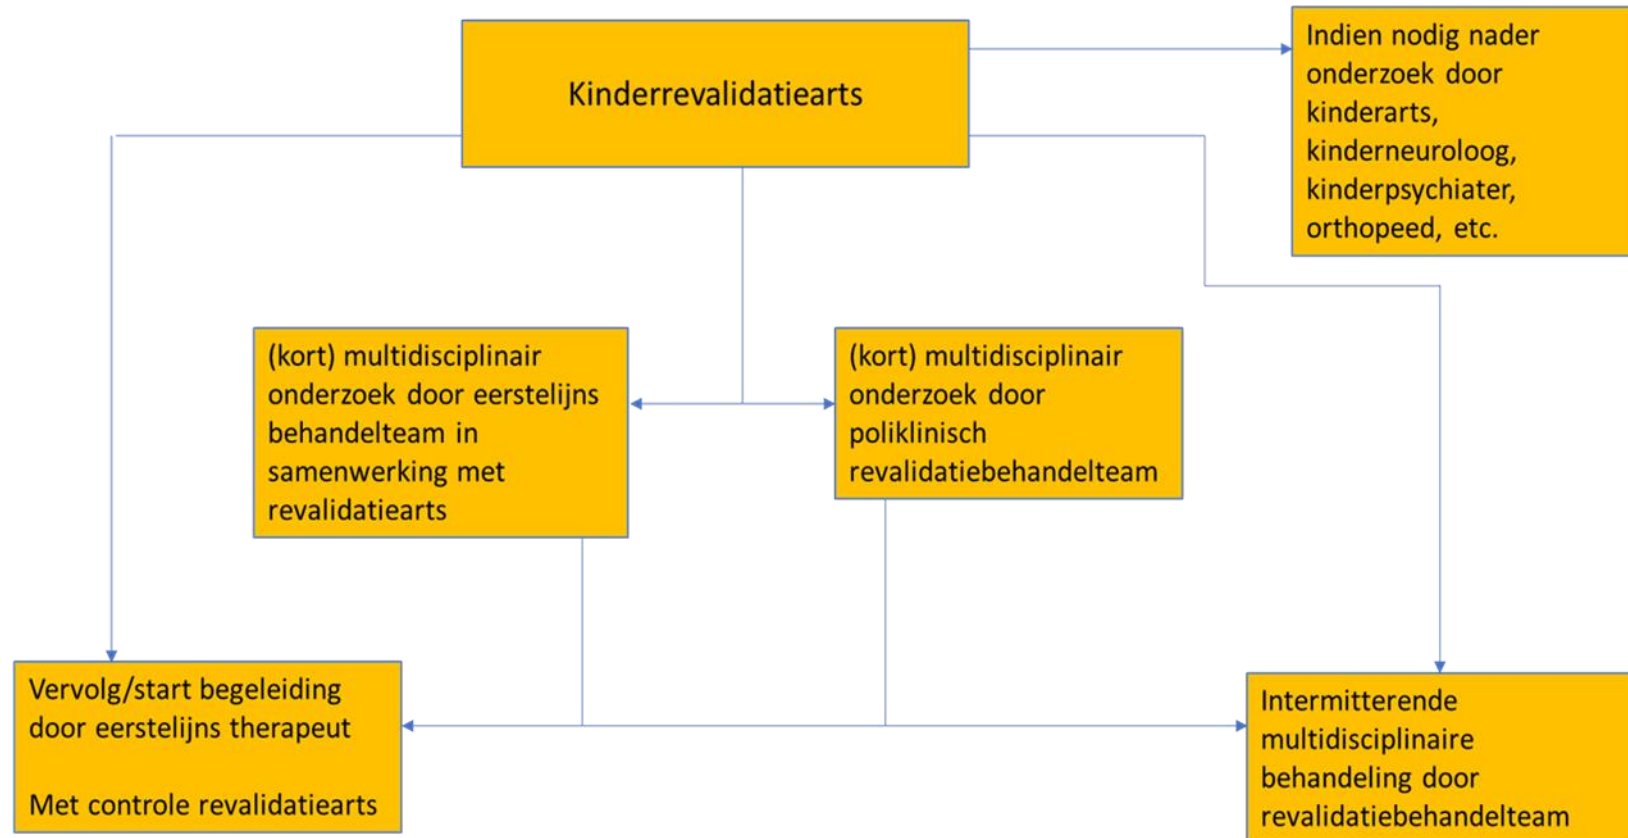 Kinderrevalidatiearts
Indien nodig nader
onderzoek door
kinderarts,
kinderneuroloog,
kinderpsychiater,
orthopeed, etc.
(kort) multidisciplinair
onderzoek door eerstelijns
behandelteam in
samenwerking met
revalidatiearts
(kort) multidisciplinair
onderzoek door
poliklinisch
revalidatiebehandelteam
Vervolg/start begeleiding
door eerstelijns therapeut
Met controle revalidatiearts
Intermitterende
multidisciplinaire
behandeling door
revalidatiebehandelteam